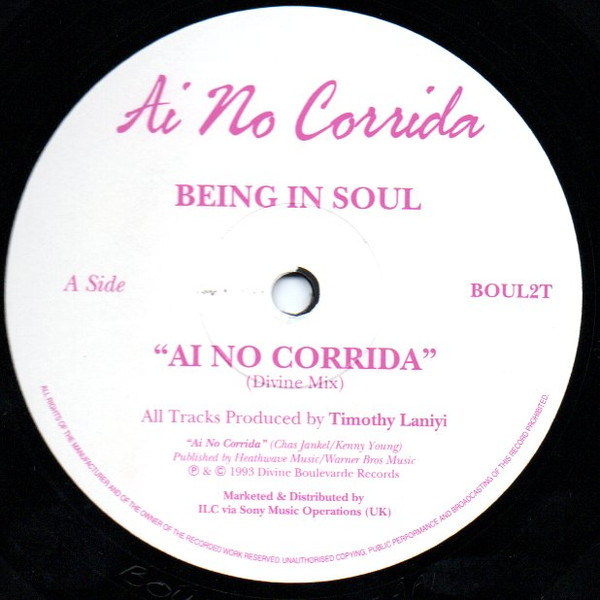 Ai No Corrida
BEING IN SOUL
A Side
BOUL2T
"AI NO CORRIDA"
(Divine Mix)
All Tracks Produced by Timothy Laniyi
"Ai No Corrida" (Chas Jankel/Kenny Young)
Published by Heathwave Music/Warner Bros Music
℗ & © 1993 Divine Boulevarde Records
Marketed & Distributed by
ILC via Sony Music Operations (UK)
ALL RIGHTS OF THE MANUFACTURER AND OF THE OWNER OF THE RECORDED WORK RESERVED. UNAUTHORISED COPYING, PUBLIC PERFORMANCE AND BROADCASTING OF THIS RECORD PROHIBITED.